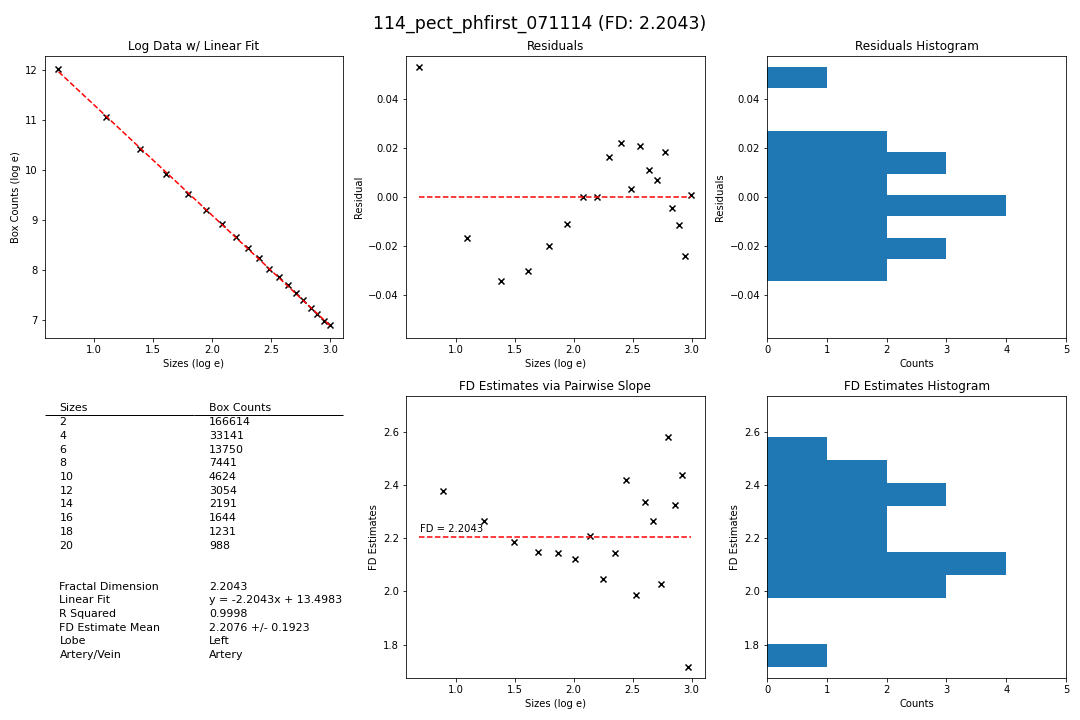 114_pect_phfirst_071114 (FD: 2.2043)
Log Data w/ Linear Fit
Box Counts (log e)
12
11
10
9
8
7
1.0 1.5 2.0 2.5 3.0
Sizes (log e)
Residuals
Residual
0.04
0.02
0.00
−0.02
−0.04
1.0 1.5 2.0 2.5 3.0
Sizes (log e)
Residuals Histogram
Residuals
0.04
0.02
0.00
−0.02
−0.04
0 1 2 3 4 5
Counts
Sizes Box Counts
2 166614
4 33141
6 13750
8 7441
10 4624
12 3054
14 2191
16 1644
18 1231
20 988
Fractal Dimension 2.2043
Linear Fit y = -2.2043x + 13.4983
R Squared 0.9998
FD Estimate Mean 2.2076 +/- 0.1923
Lobe Left
Artery/Vein Artery
FD Estimates via Pairwise Slope
FD Estimates
2.6
2.4
2.2
2.0
1.8
FD = 2.2043
1.0 1.5 2.0 2.5 3.0
Sizes (log e)
FD Estimates Histogram
FD Estimates
2.6
2.4
2.2
2.0
1.8
0 1 2 3 4 5
Counts